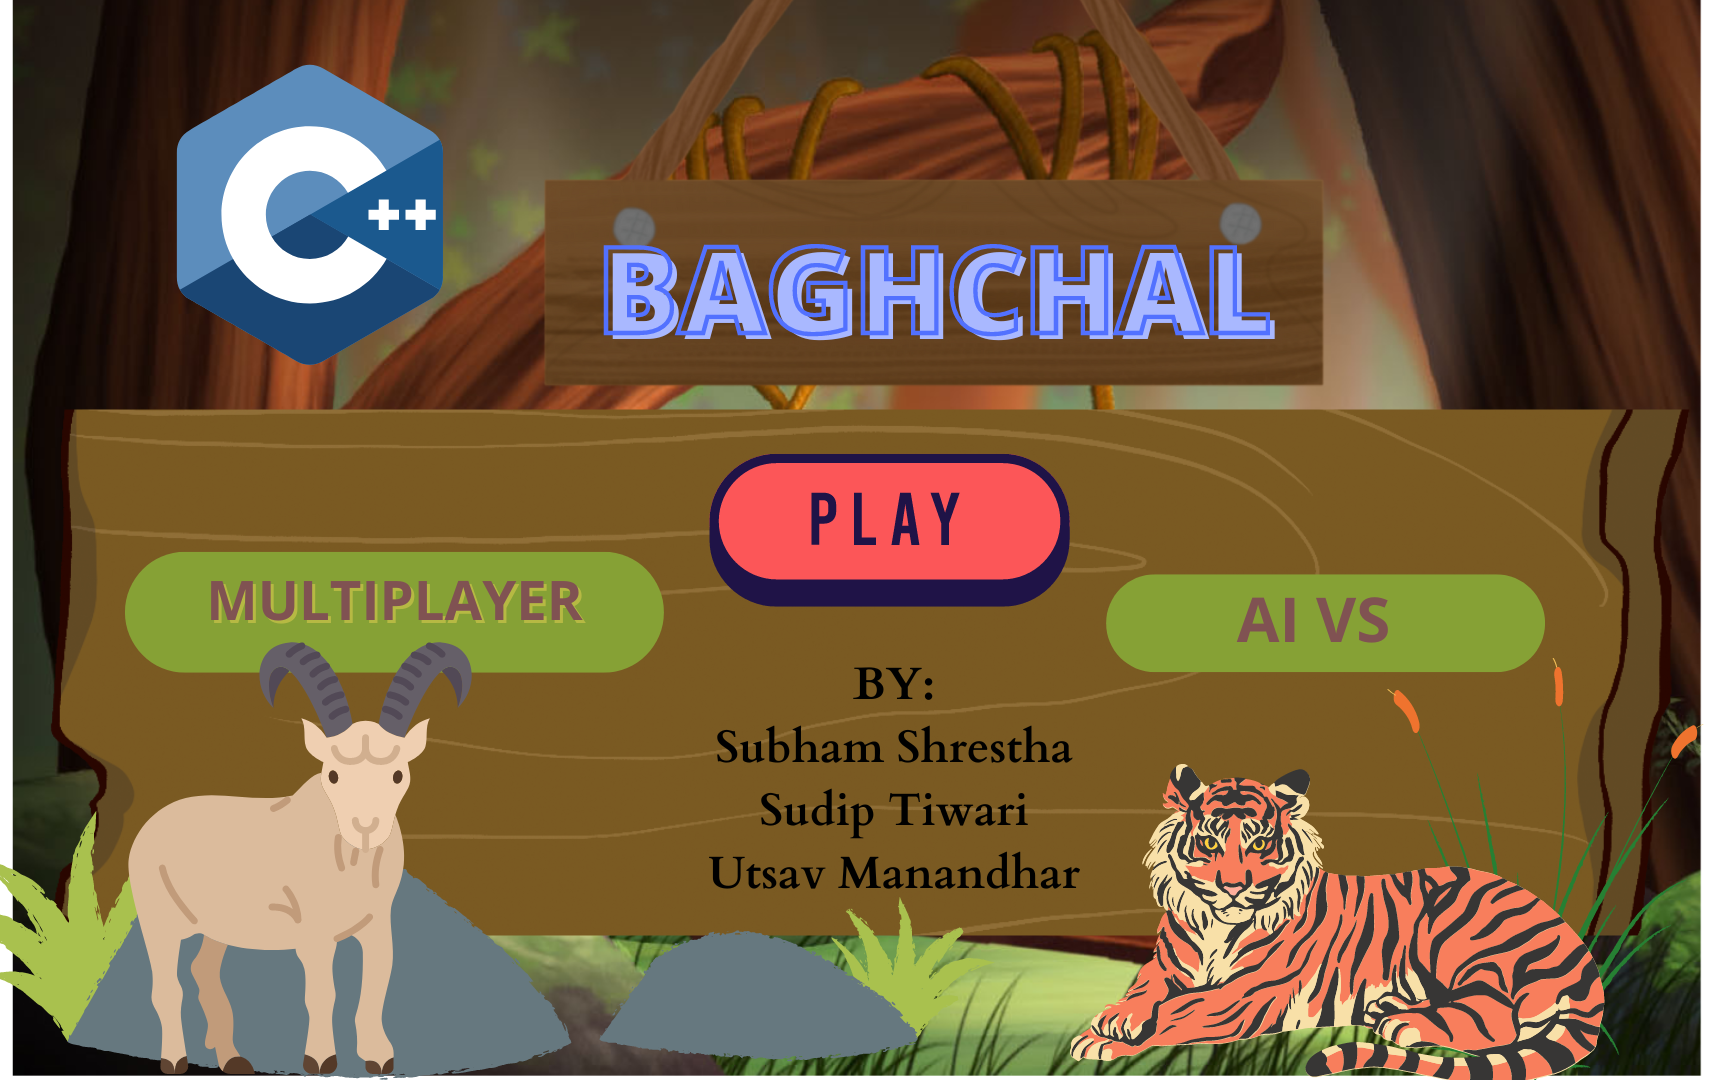 C++
BAGHCHAL
PLAY
MULTIPLAYER
AI VS
BY:
Subham Shrestha
Sudip Tiwari
Utsav Manandhar